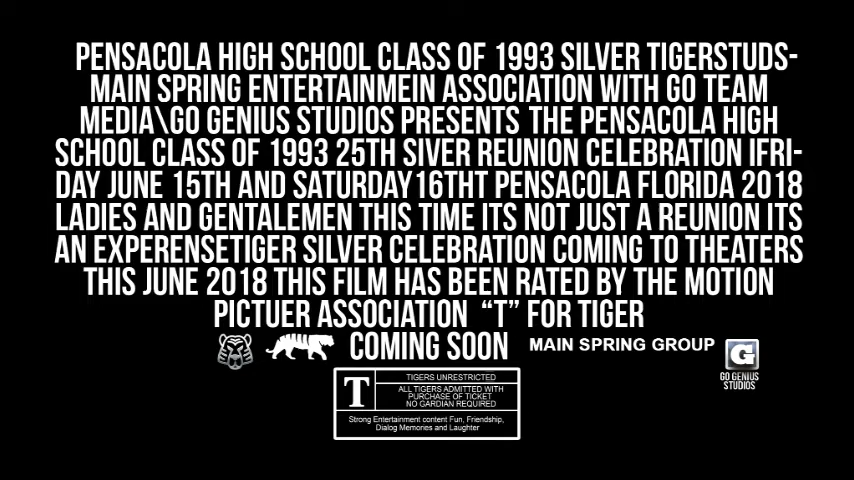 PENSACOLA HIGH SCHOOL CLASS OF 1993 SILVER TIGERSTUDS-
MAIN SPRING ENTERTAINMEIN ASSOCIATION WITH GO TEAM
MEDIA\GO GENIUS STUDIOS PRESENTS THE PENSACOLA HIGH
SCHOOL CLASS OF 1993 25TH SIVER REUNION CELEBRATION IFRI-
DAY JUNE 15TH AND SATURDAY16THT PENSACOLA FLORIDA 2018
LADIES AND GENTALEMEN THIS TIME ITS NOT JUST A REUNION ITS
AN EXPERENSETIGER SILVER CELEBRATION COMING TO THEATERS
THIS JUNE 2018 THIS FILM HAS BEEN RATED BY THE MOTION
PICTUER ASSOCIATION “T” FOR TIGER
COMING SOON MAIN SPRING GROUP
G
GO GENIUS
STUDIOS
T
TIGERS UNRESTRICTED
ALL TIGERS ADMITTED WITH
PURCHASE OF TICKET
NO GARDIAN REQUIRED
Strong Entertainment content Fun, Friendship,
Dialog Memories and Laughter